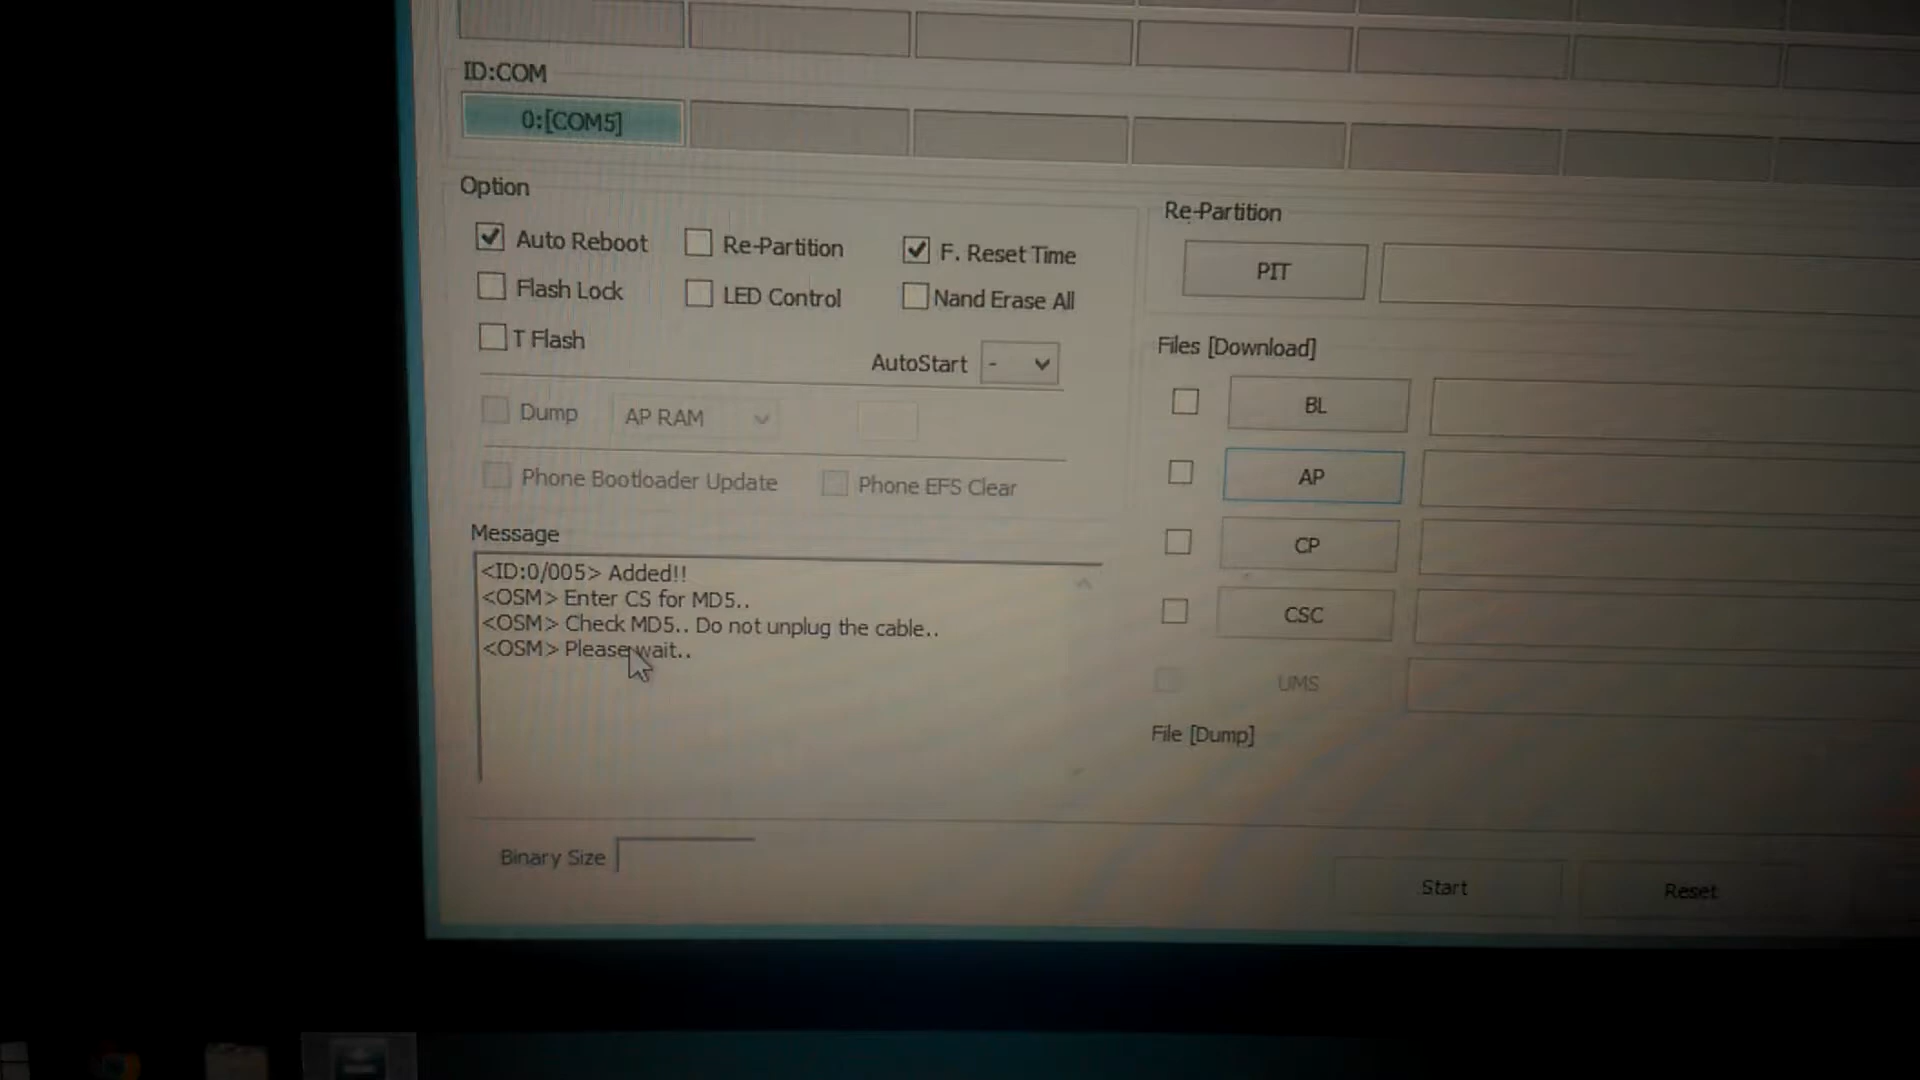 ID:COM
0:[COM5]
Option
Auto Reboot
Re-Partition
F. Reset Time
Flash Lock
LED Control
Nand Erase All
T Flash
AutoStart
-
Dump
AP RAM
Phone Bootloader Update
Phone EFS Clear
Message
<ID:0/005> Added!!
<OSM> Enter CS for MD5..
<OSM> Check MD5.. Do not unplug the cable..
<OSM> Please wait..
Binary Size
Re-Partition
PIT
Files [Download]
BL
AP
CP
CSC
UMS
File [Dump]
Start
Reset